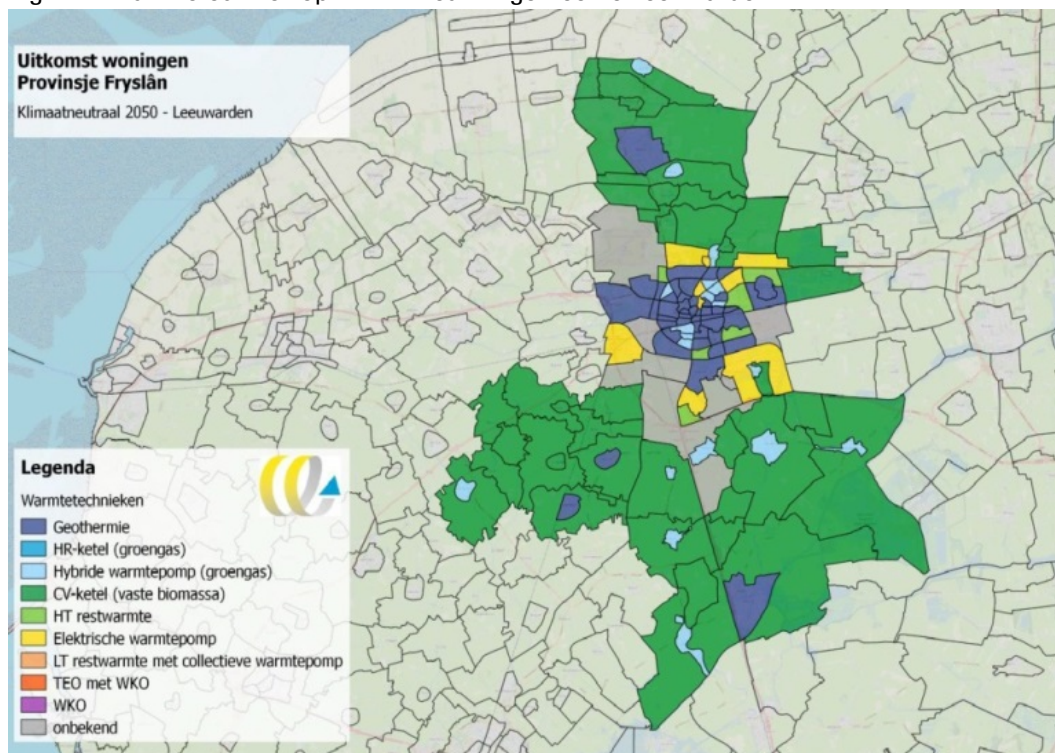 Uitkomst woningen
Provinsje Fryslân
Klimaatneutraal 2050 - Leeuwarden
Legenda
Warmtetechnieken
Geothermie
HR-ketel (groengas)
Hybride warmtepomp (groengas)
CV-ketel (vaste biomassa)
HT restwarmte
Elektrische warmtepomp
LT restwarmte met collectieve warmtepomp
TEO met WKO
WKO
onbekend